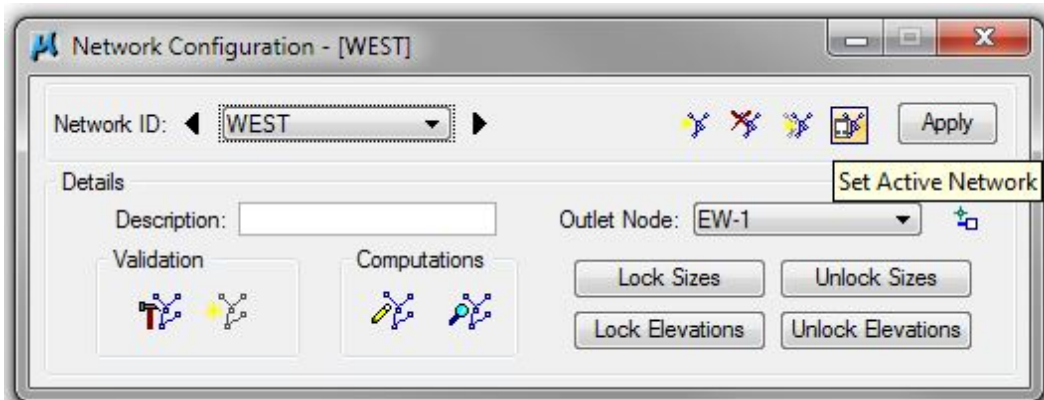 Network Configuration - [WEST]
Network ID: WEST Apply
Set Active Network
Details
Description: Outlet Node: EW-1
Validation Computations
Lock Sizes Unlock Sizes
Lock Elevations Unlock Elevations